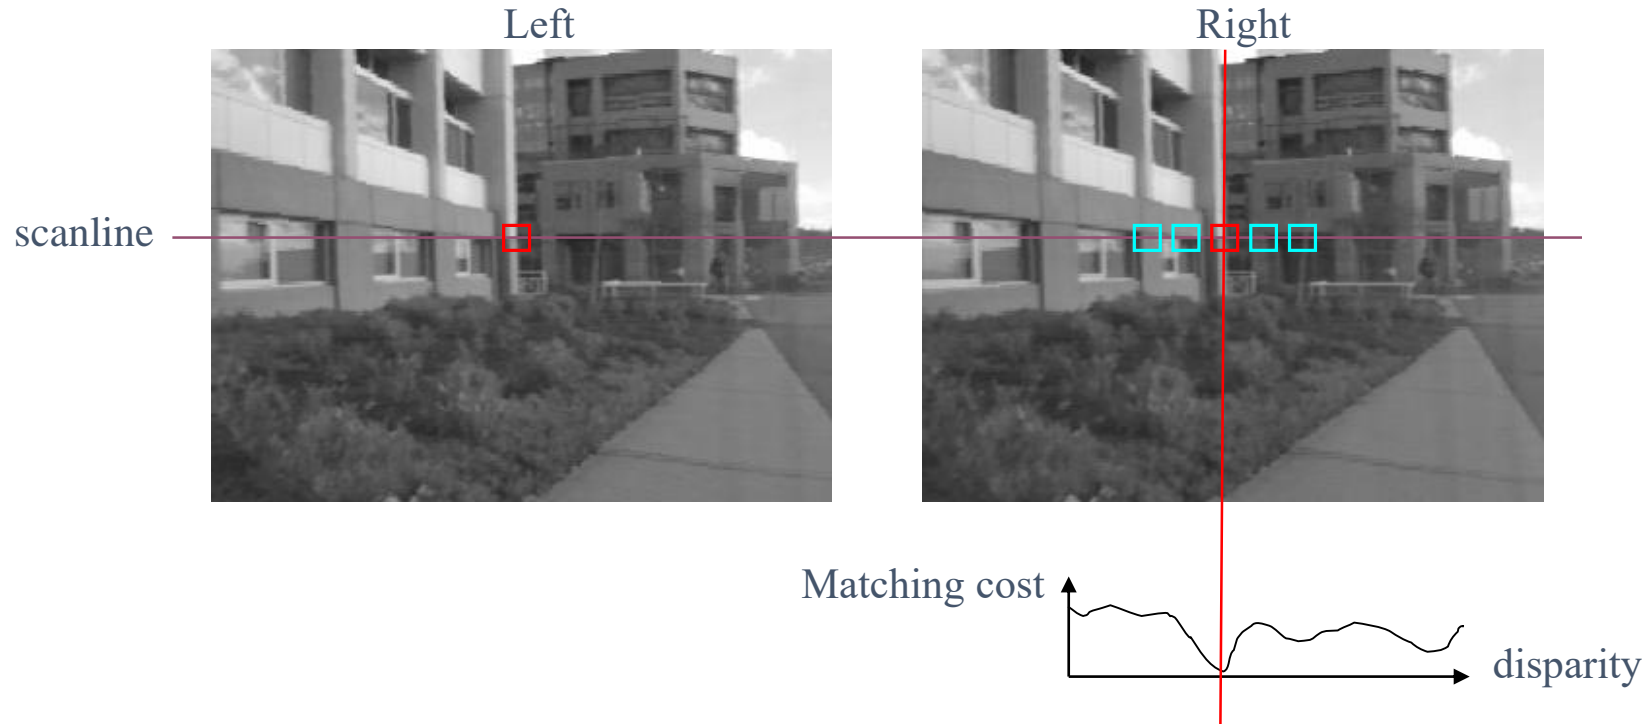 Left
Right
scanline
Matching cost
disparity